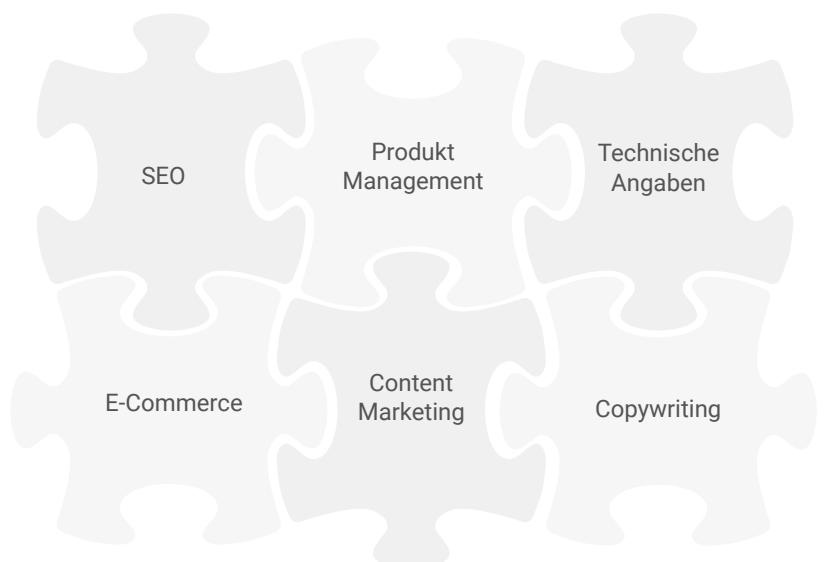 SEO
Produkt
Management
Technische
Angaben
E-Commerce
Content
Marketing
Copywriting